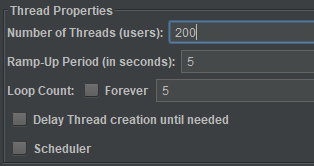 Thread Properties
Number of Threads (users): 200
Ramp-Up Period (in seconds): 5
Loop Count: Forever 5
Delay Thread creation until needed
Scheduler